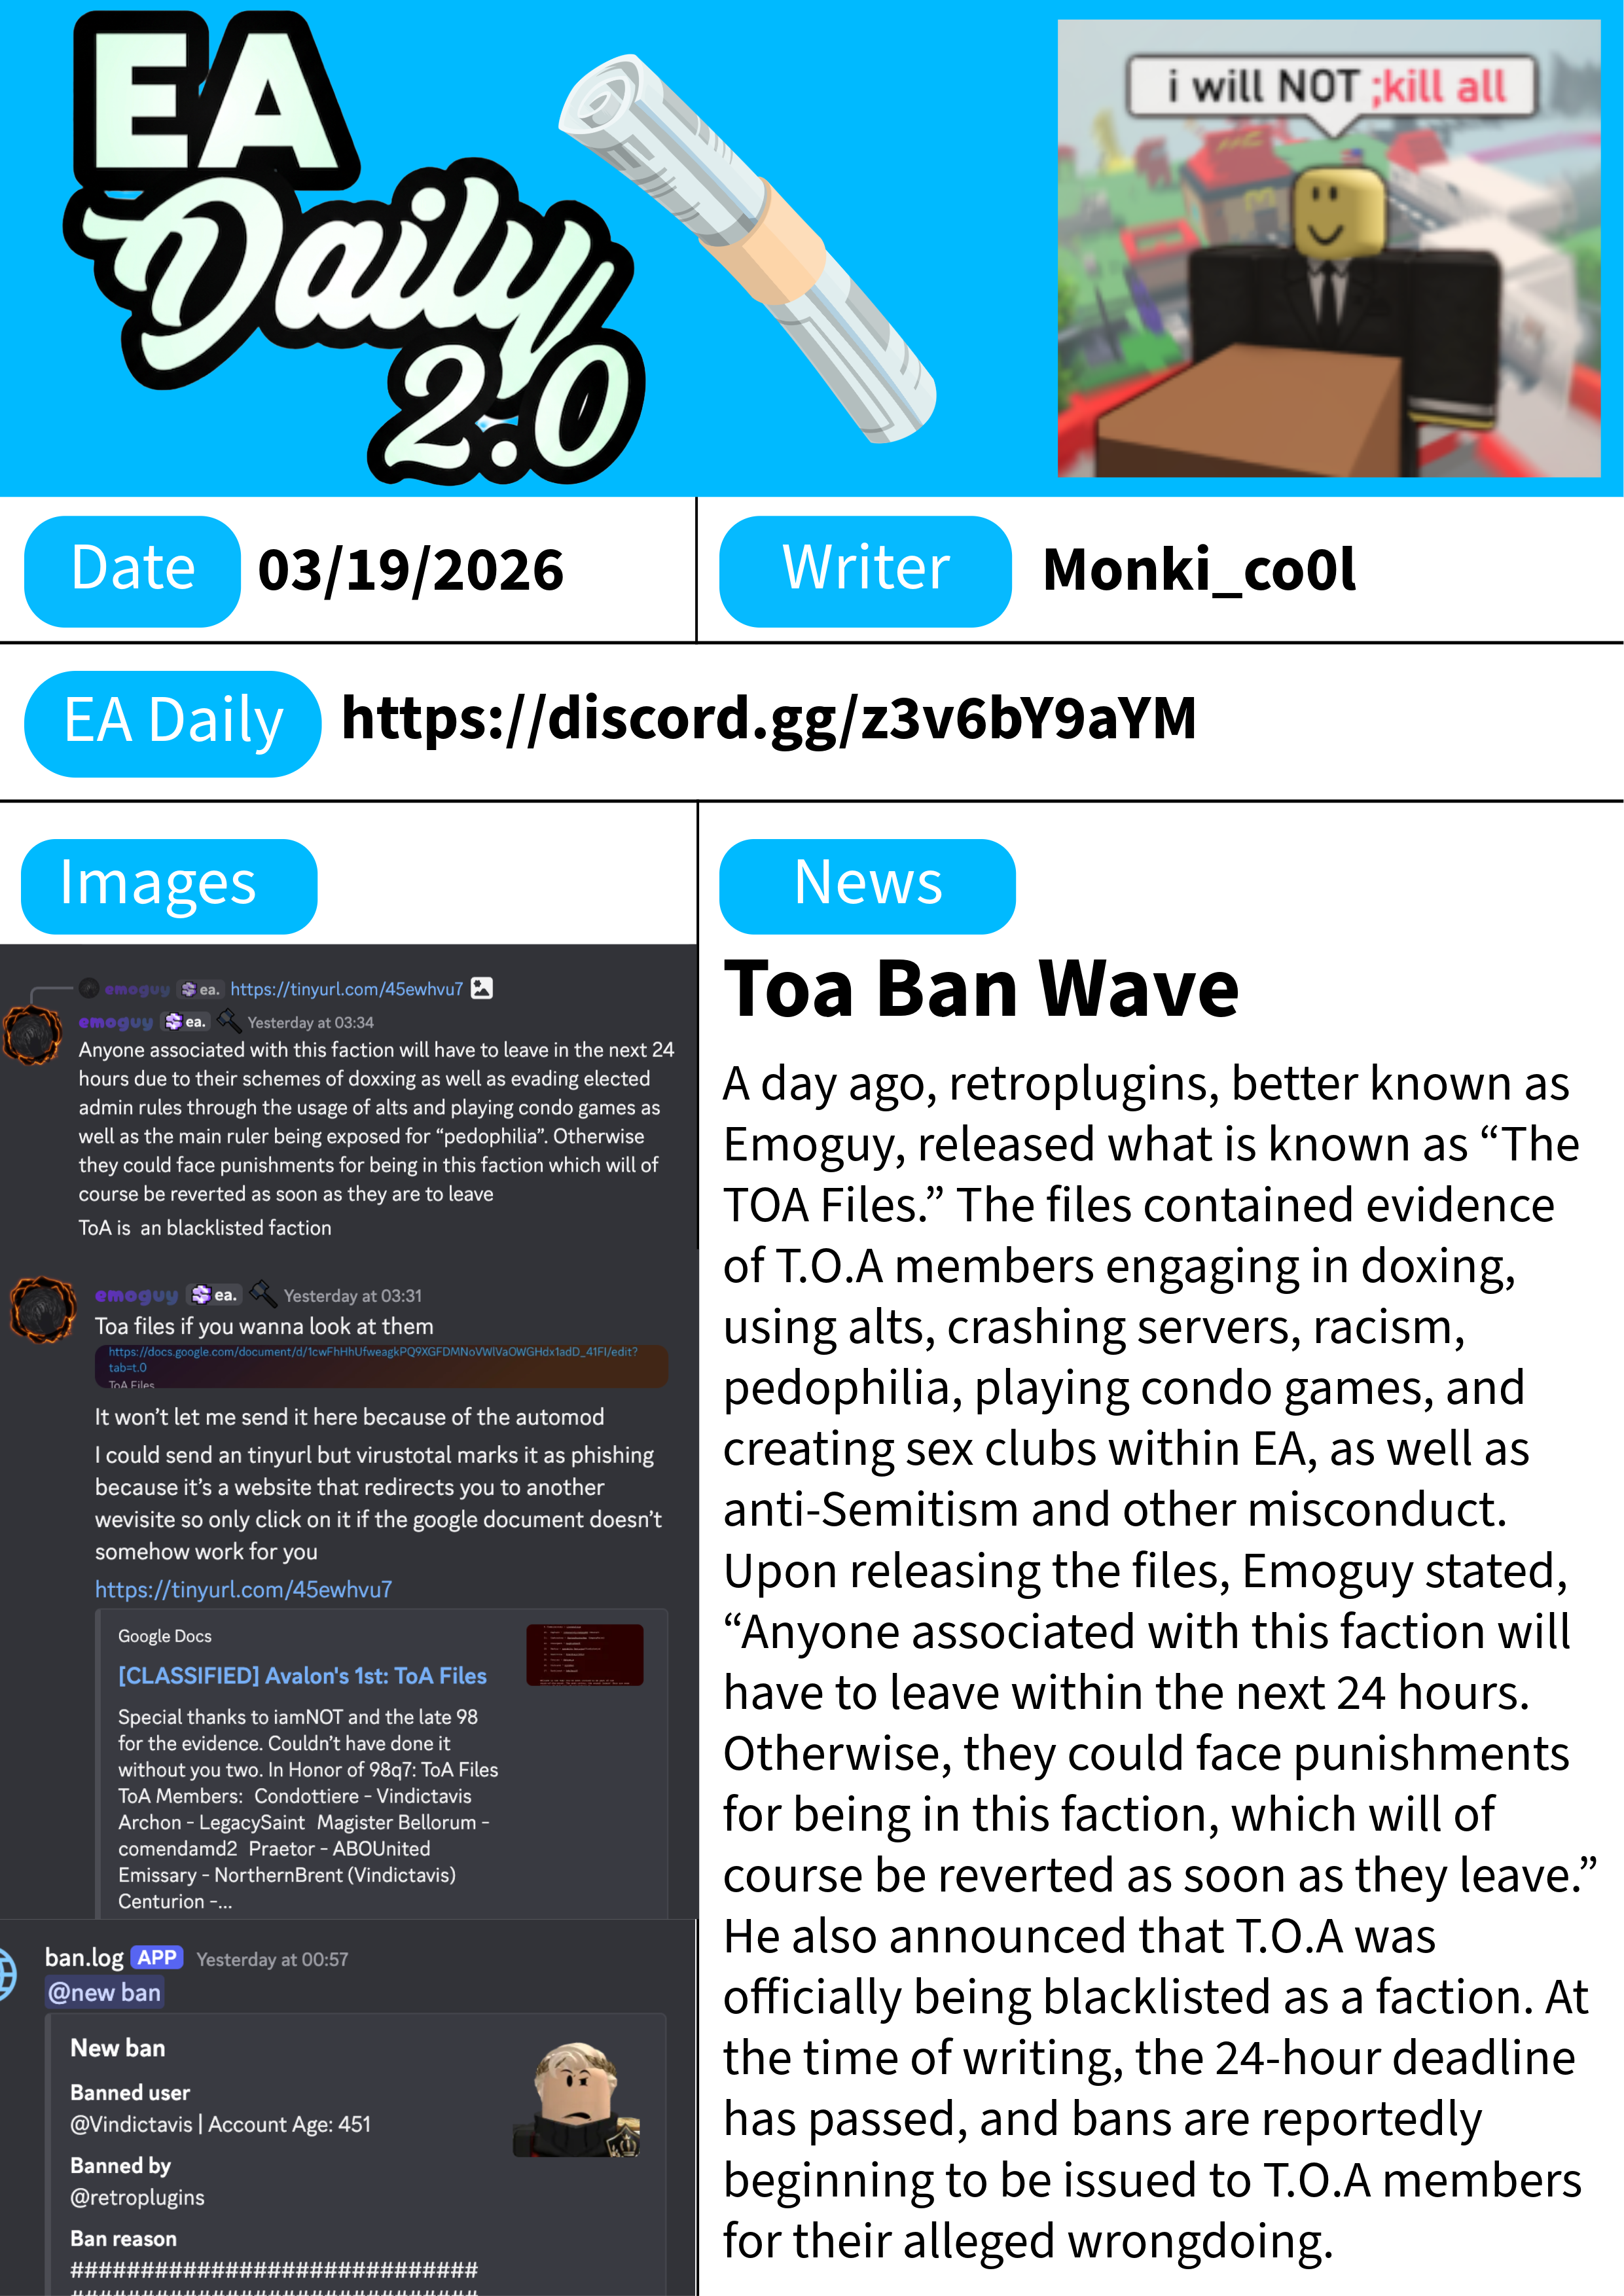 EA
Daily
2.0
i will NOT ;kill all
Date
03/19/2026
Writer
Monki_co0l
EA Daily
https://discord.gg/z3v6bY9aYM
Images
emoguy ea. https://tinyurl.com/45ewhvu7
emoguy ea. Yesterday at 03:34
Anyone associated with this faction will have to leave in the next 24
hours due to their schemes of doxxing as well as evading elected
admin rules through the usage of alts and playing condo games as
well as the main ruler being exposed for “pedophilia”. Otherwise
they could face punishments for being in this faction which will of
course be reverted as soon as they are to leave
ToA is an blacklisted faction
emoguy ea. Yesterday at 03:31
Toa files if you wanna look at them
https://docs.google.com/document/d/1cwFhHhUfweagkPQ9XGFDMNoVWlVaOWGHdx1adD_41FI/edit?
tab=t.0
ToA Files
It won’t let me send it here because of the automod
I could send an tinyurl but virustotal marks it as phishing
because it’s a website that redirects you to another
wevisite so only click on it if the google document doesn’t
somehow work for you
https://tinyurl.com/45ewhvu7
Google Docs
[CLASSIFIED] Avalon's 1st: ToA Files
Special thanks to iamNOT and the late 98
for the evidence. Couldn’t have done it
without you two. In Honor of 98q7: ToA Files
ToA Members: Condottiere - Vindictavis
Archon - LegacySaint Magister Bellorum -
comendamd2 Praetor - ABOUnited
Emissary - NorthernBrent (Vindictavis)
Centurion -...
ban.log APP Yesterday at 00:57
@new ban
New ban
Banned user
@Vindictavis | Account Age: 451
Banned by
@retroplugins
Ban reason
#############################
News
Toa Ban Wave
A day ago, retroplugins, better known as
Emoguy, released what is known as “The
TOA Files.” The files contained evidence
of T.O.A members engaging in doxing,
using alts, crashing servers, racism,
pedophilia, playing condo games, and
creating sex clubs within EA, as well as
anti-Semitism and other misconduct.
Upon releasing the files, Emoguy stated,
“Anyone associated with this faction will
have to leave within the next 24 hours.
Otherwise, they could face punishments
for being in this faction, which will of
course be reverted as soon as they leave.”
He also announced that T.O.A was
officially being blacklisted as a faction. At
the time of writing, the 24-hour deadline
has passed, and bans are reportedly
beginning to be issued to T.O.A members
for their alleged wrongdoing.